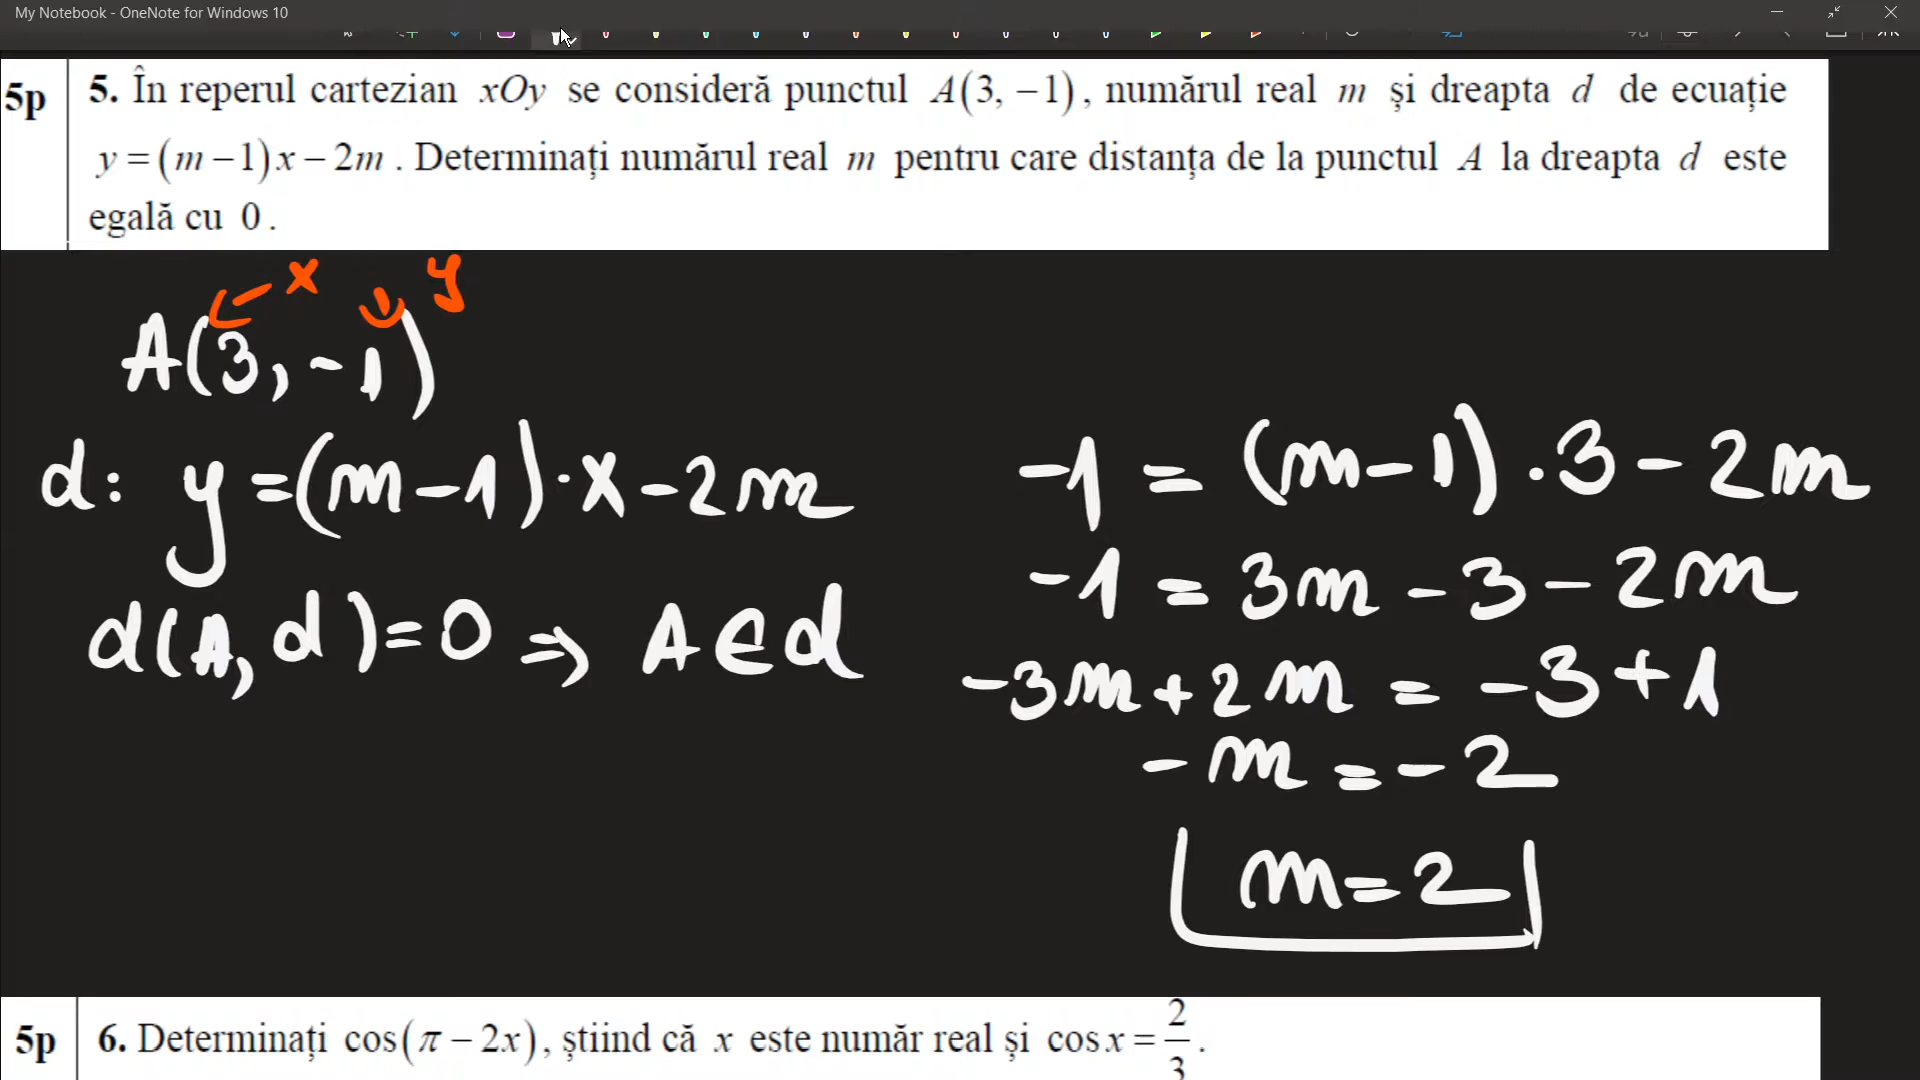 My Notebook - OneNote for Windows 10
5p 5. În reperul cartezian xOy se consideră punctul A(3, −1), numărul real m și dreapta d de ecuație
y = (m − 1)x − 2m. Determinați numărul real m pentru care distanța de la punctul A la dreapta d este
egală cu 0.
x y
A(3, -1)
d: y = (m-1)·x - 2m
d(A, d) = 0 ⇒ A∈d
-1 = (m-1)·3 - 2m
-1 = 3m - 3 - 2m
-3m + 2m = -3 + 1
-m = -2
m = 2
5p 6. Determinați cos(π − 2x), știind că x este număr real și cos x = 2/3.